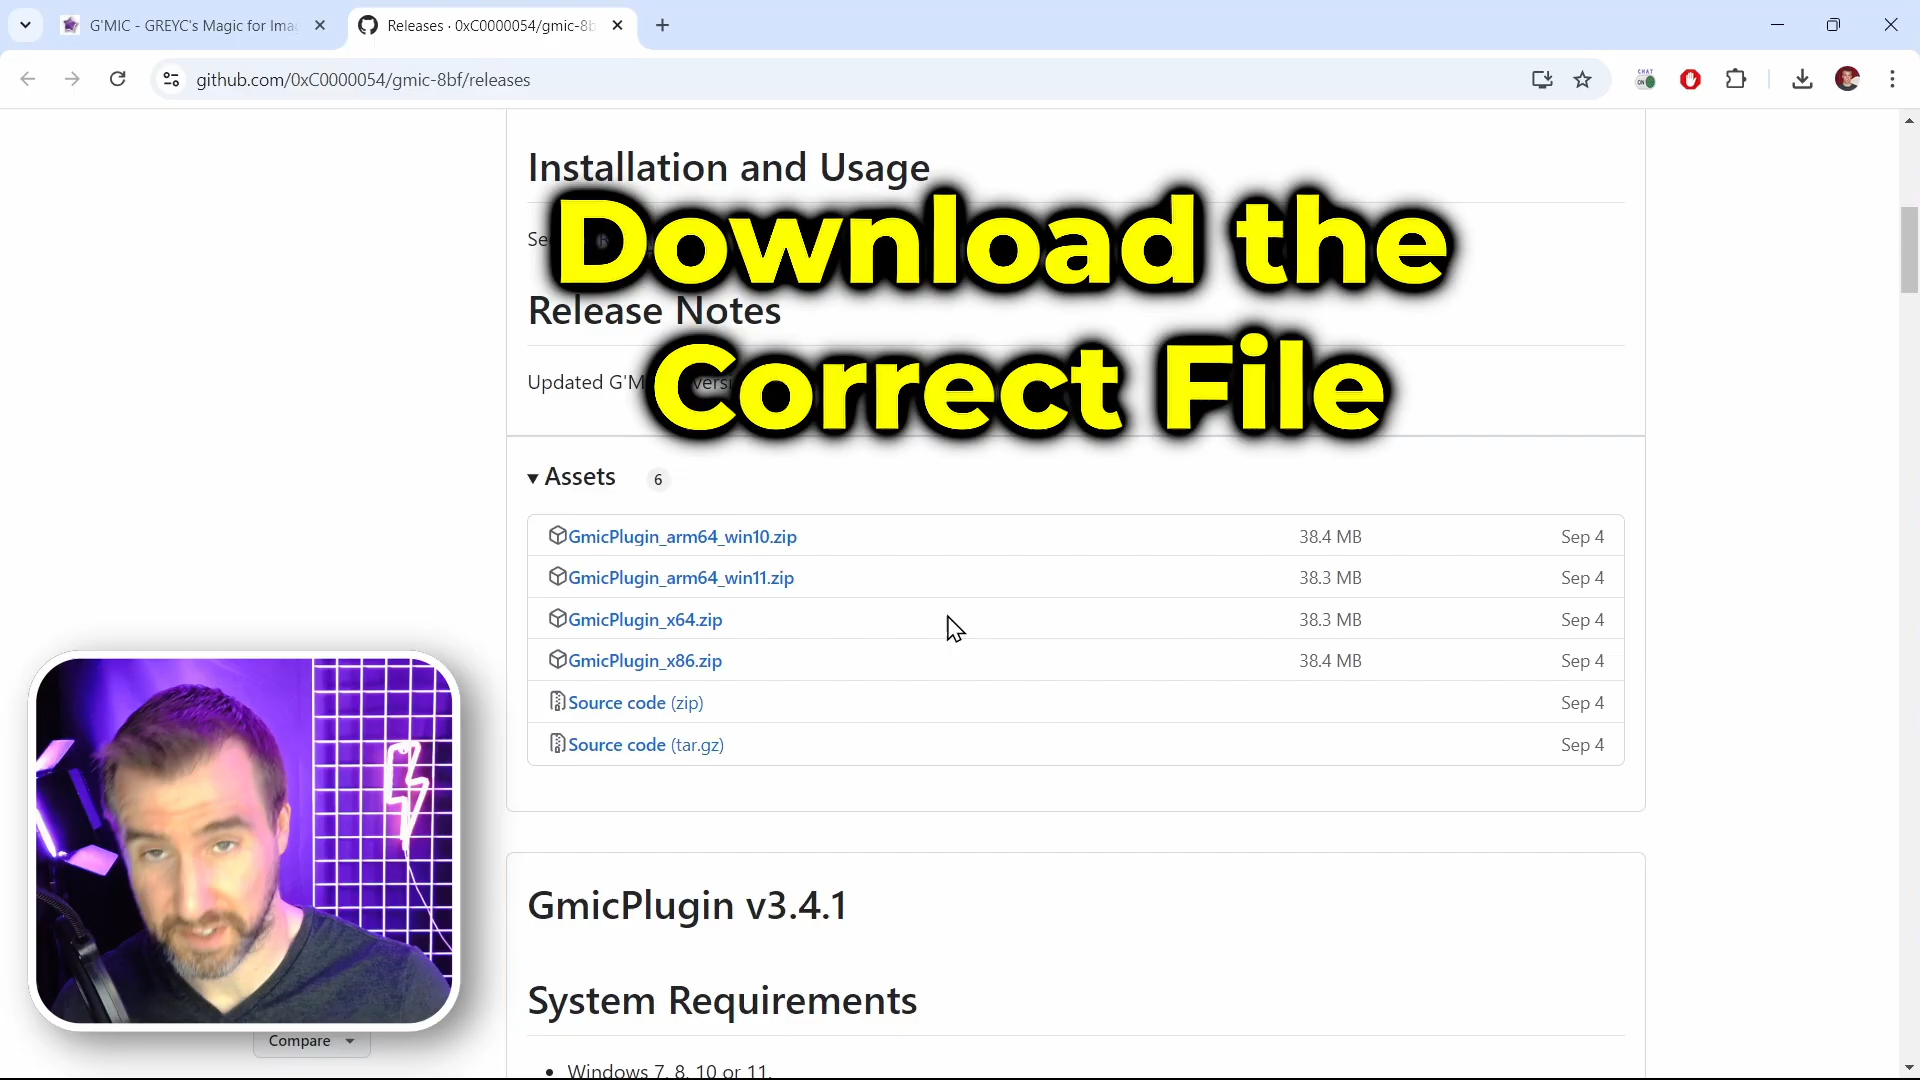 G'MIC - GREYC's Magic for Ima
Releases · 0xC0000054/gmic-8b
github.com/0xC0000054/gmic-8bf/releases
CHAT
ON
Installation and Usage
Download the
Se
Release Notes
Correct File
Updated G'M versi
Assets 6
GmicPlugin_arm64_win10.zip 38.4 MB Sep 4
GmicPlugin_arm64_win11.zip 38.3 MB Sep 4
GmicPlugin_x64.zip 38.3 MB Sep 4
GmicPlugin_x86.zip 38.4 MB Sep 4
Source code (zip) Sep 4
Source code (tar.gz) Sep 4
GmicPlugin v3.4.1
System Requirements
Compare
• Windows 7, 8, 10 or 11.